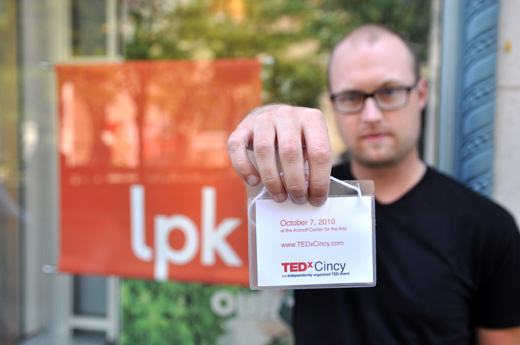 lpk
October 7, 2010
at the Aronoff Center for the Arts
www.TEDxCincy.com
TEDxCincy
x = independently organized TED event